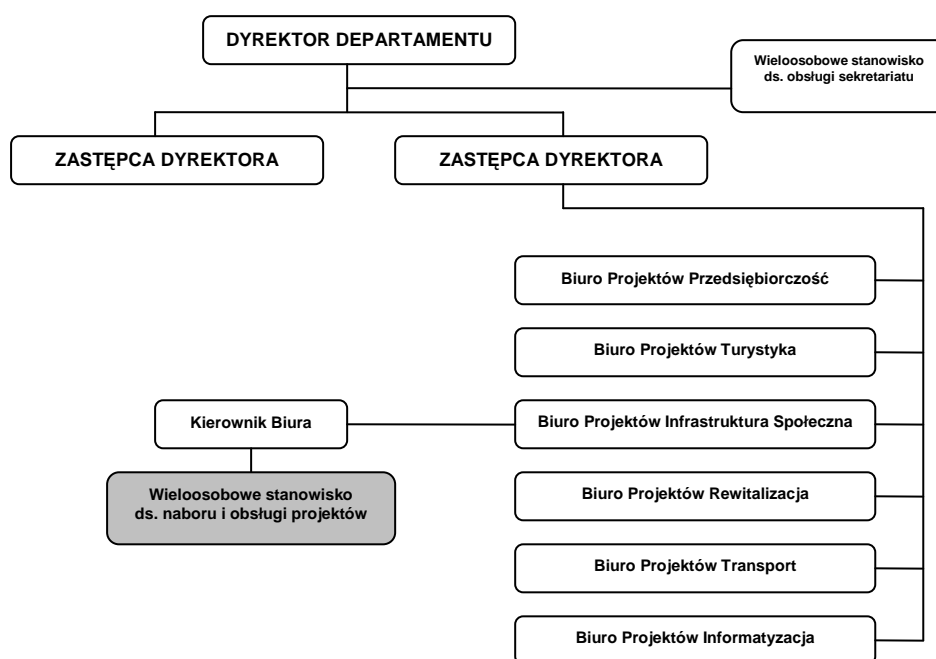 DYREKTOR DEPARTAMENTU
Wieloosobowe stanowisko
ds. obsługi sekretariatu
ZASTĘPCA DYREKTORA
ZASTĘPCA DYREKTORA
Biuro Projektów Przedsiębiorczość
Biuro Projektów Turystyka
Kierownik Biura
Biuro Projektów Infrastruktura Społeczna
Wieloosobowe stanowisko
ds. naboru i obsługi projektów
Biuro Projektów Rewitalizacja
Biuro Projektów Transport
Biuro Projektów Informatyzacja